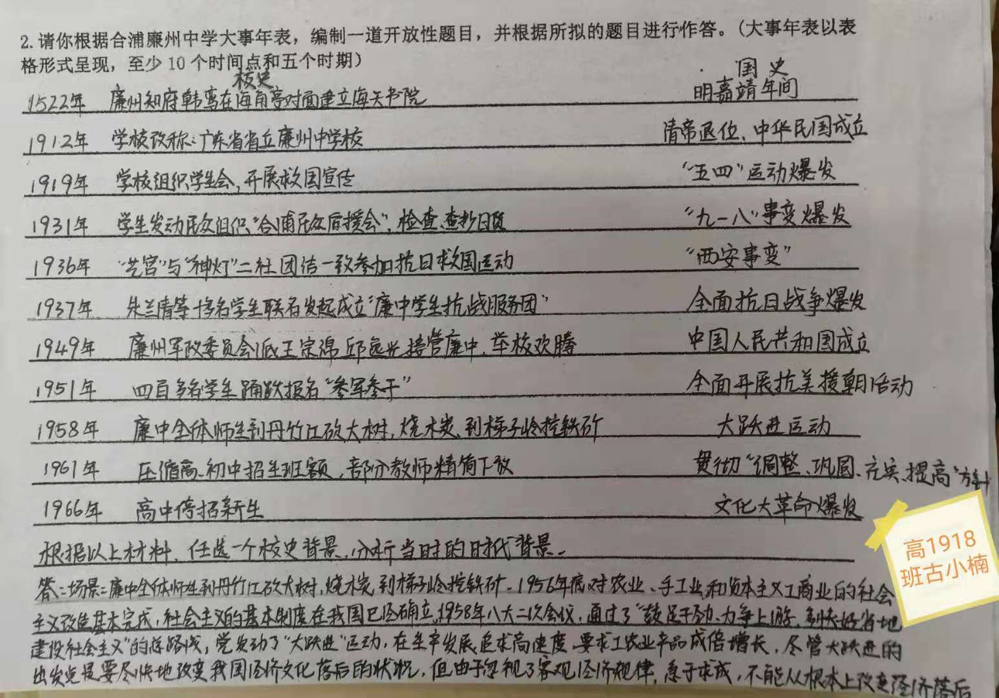 2.请你根据合浦廉州中学大事年表，编制一道开放性题目，并根据所拟的题目进行作答。（大事年表以表
格形式呈现，至少10个时间点和五个时期）
校史 国史
1522年 廉州知府韩鸾在海角亭对面建立海天书院 明嘉靖年间
1912年 学校改称：广东省省立廉州中学校 清帝退位、中华民国成立
1919年 学校组织学生会，开展救国宣传 “五四”运动爆发
1931年 学生发动民众组织“合浦民众后援会”，检查、查抄日货 “九一八”事变爆发
1936年 “艺宫”与“神灯”二社团结一致参加抗日救国运动 “西安事变”
1937年 朱兰清等十多名学生联名发起成立“廉中学生抗战服务团” 全面抗日战争爆发
1949年 廉州军政委员会派王宗锦、邱逸光接管廉中，举校欢腾 中国人民共和国成立
1951年 四百多名学生踊跃报名“参军参干” 全面开展抗美援朝活动
1958年 廉中全体师生到丹竹江砍大树，烧木炭，到梯子岭挖铁矿 大跃进运动
1961年 压缩高、初中招生班额，部分教师精简下放 贯彻“调整、巩固、充实、提高”方针
1966年 高中停招新生 文化大革命爆发
根据以上材料，任选一个校史背景，分析当时的时代背景。
答：场景：廉中全体师生到丹竹江砍大树，烧木炭，到梯子岭挖铁矿。1956年底对农业、手工业和资本主义工商业的社会
主义改造基本完成，社会主义的基本制度在我国已经确立，1958年八大二次会议，通过了“鼓足干劲、力争上游、多快好省地
建设社会主义”的总路线，党发动了“大跃进”运动，在生产发展追求高速度，要求工农业产品成倍增长，尽管大跃进的
出发点是要尽快地改变我国经济文化落后的状况，但由于忽视了客观经济规律，急于求成，不能从根本上改变经济落后
高1918
班古小楠